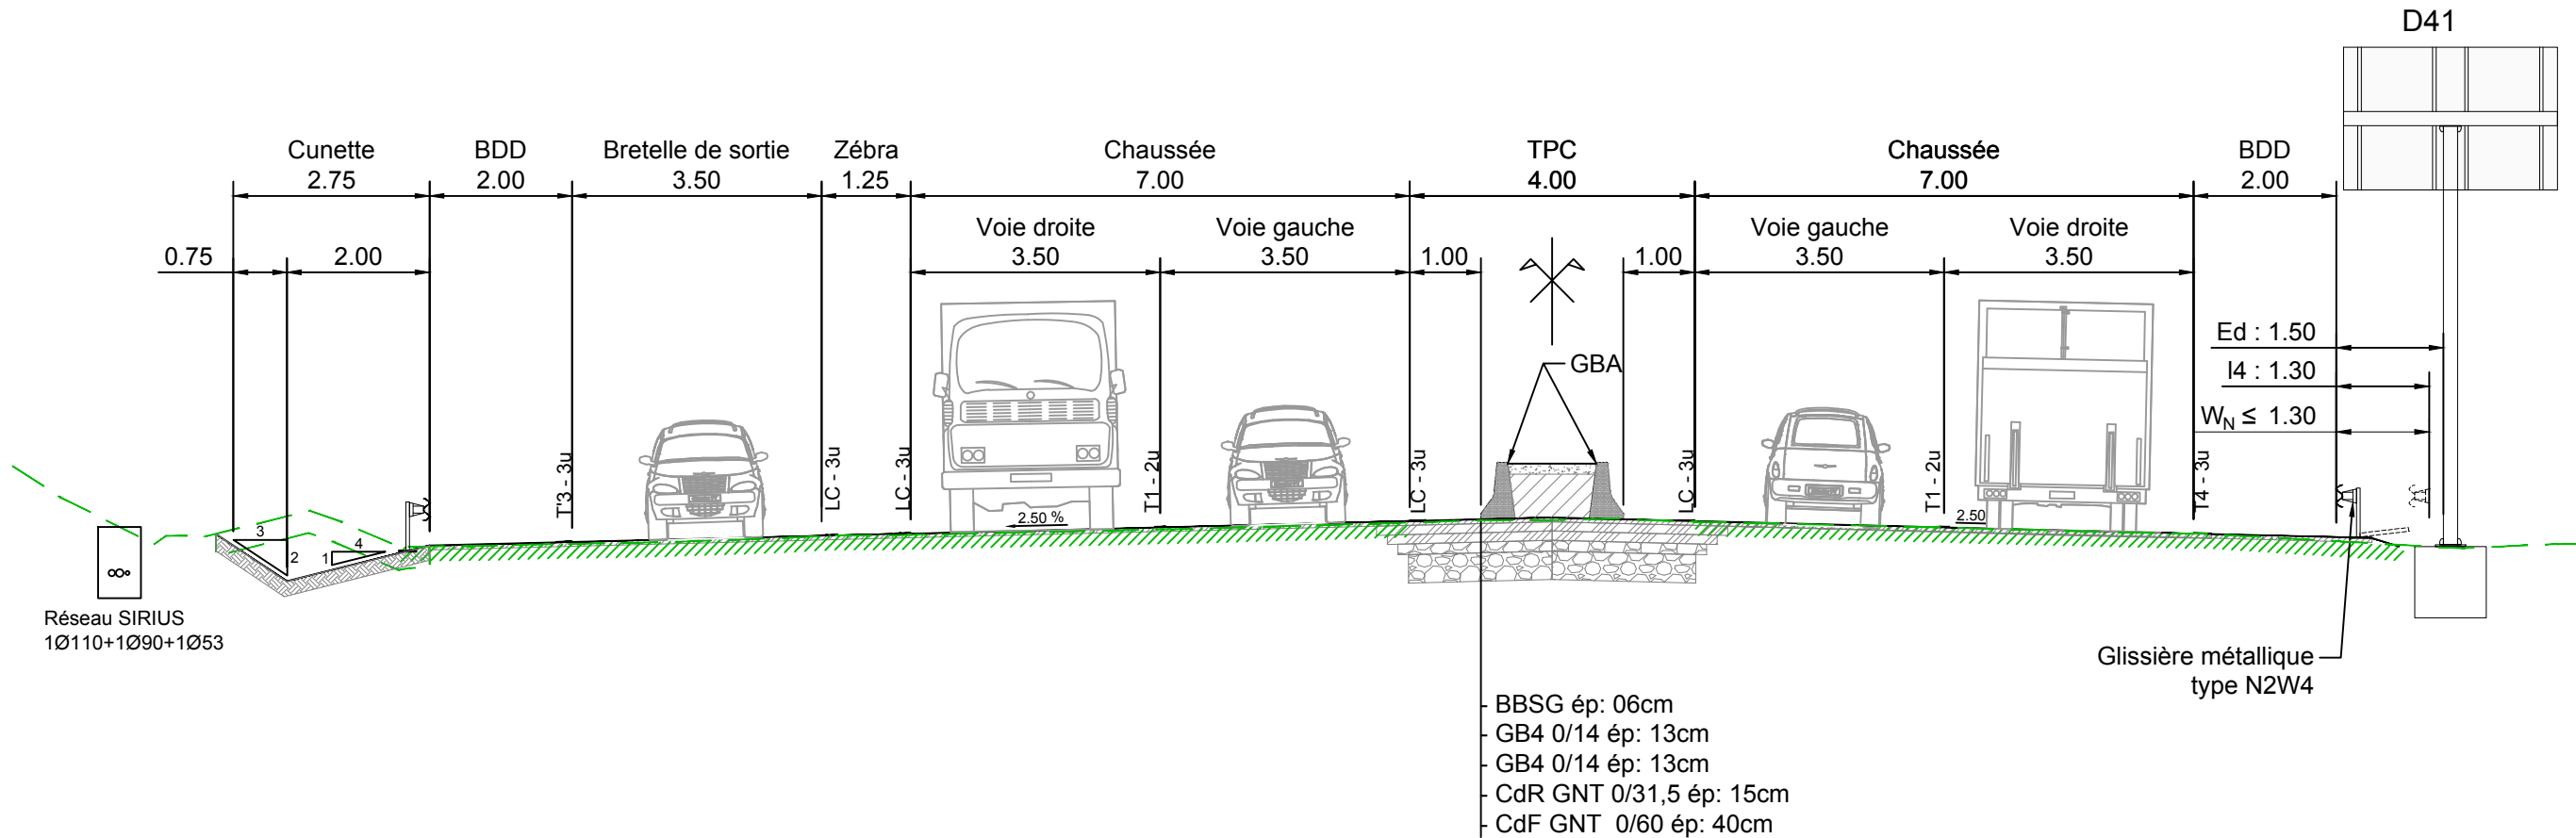 D41
Cunette
2.75
BDD
2.00
Bretelle de sortie
3.50
Zébra
1.25
Chaussée
7.00
TPC
4.00
Chaussée
7.00
BDD
2.00
0.75
2.00
Voie droite
3.50
Voie gauche
3.50
1.00
1.00
Voie gauche
3.50
Voie droite
3.50
Ed : 1.50
I4 : 1.30
WN ≤ 1.30
GBA
T'3 - 3u
LC - 3u
LC - 3u
T1 - 2u
LC - 3u
LC - 3u
T1 - 2u
T4 - 3u
2.50 %
2.50
3
2
1
4
Réseau SIRIUS
1Ø110+1Ø90+1Ø53
Glissière métallique
type N2W4
BBSG ép: 06cm
GB4 0/14 ép: 13cm
GB4 0/14 ép: 13cm
CdR GNT 0/31,5 ép: 15cm
CdF GNT 0/60 ép: 40cm